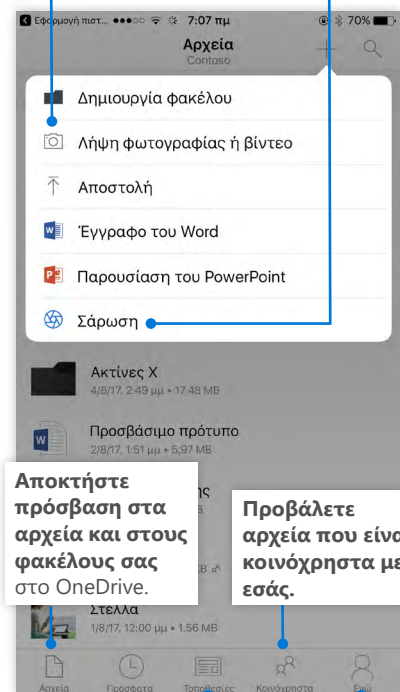 Εφαρμογή πιστ... 7:07 πμ 70%
Αρχεία
Contoso
Δημιουργία φακέλου
Λήψη φωτογραφίας ή βίντεο
Αποστολή
Έγγραφο του Word
Παρουσίαση του PowerPoint
Σάρωση
Ακτίνες X
4/8/17, 2:49 μμ • 17.48 MB
Προσβάσιμο πρότυπο
2/8/17, 1:51 μμ • 5,97 MB
Αποκτήστε
πρόσβαση στα
αρχεία και στους
φακέλους σας
στο OneDrive.
Προβάλετε
αρχεία που είνα
κοινόχρηστα με
εσάς.
Στέλλα
1/8/17, 12:00 μμ • 1.56 MB
Αρχεία Πρόσφατα Τοποθεσίες Κοινόχρηστα Εγώ